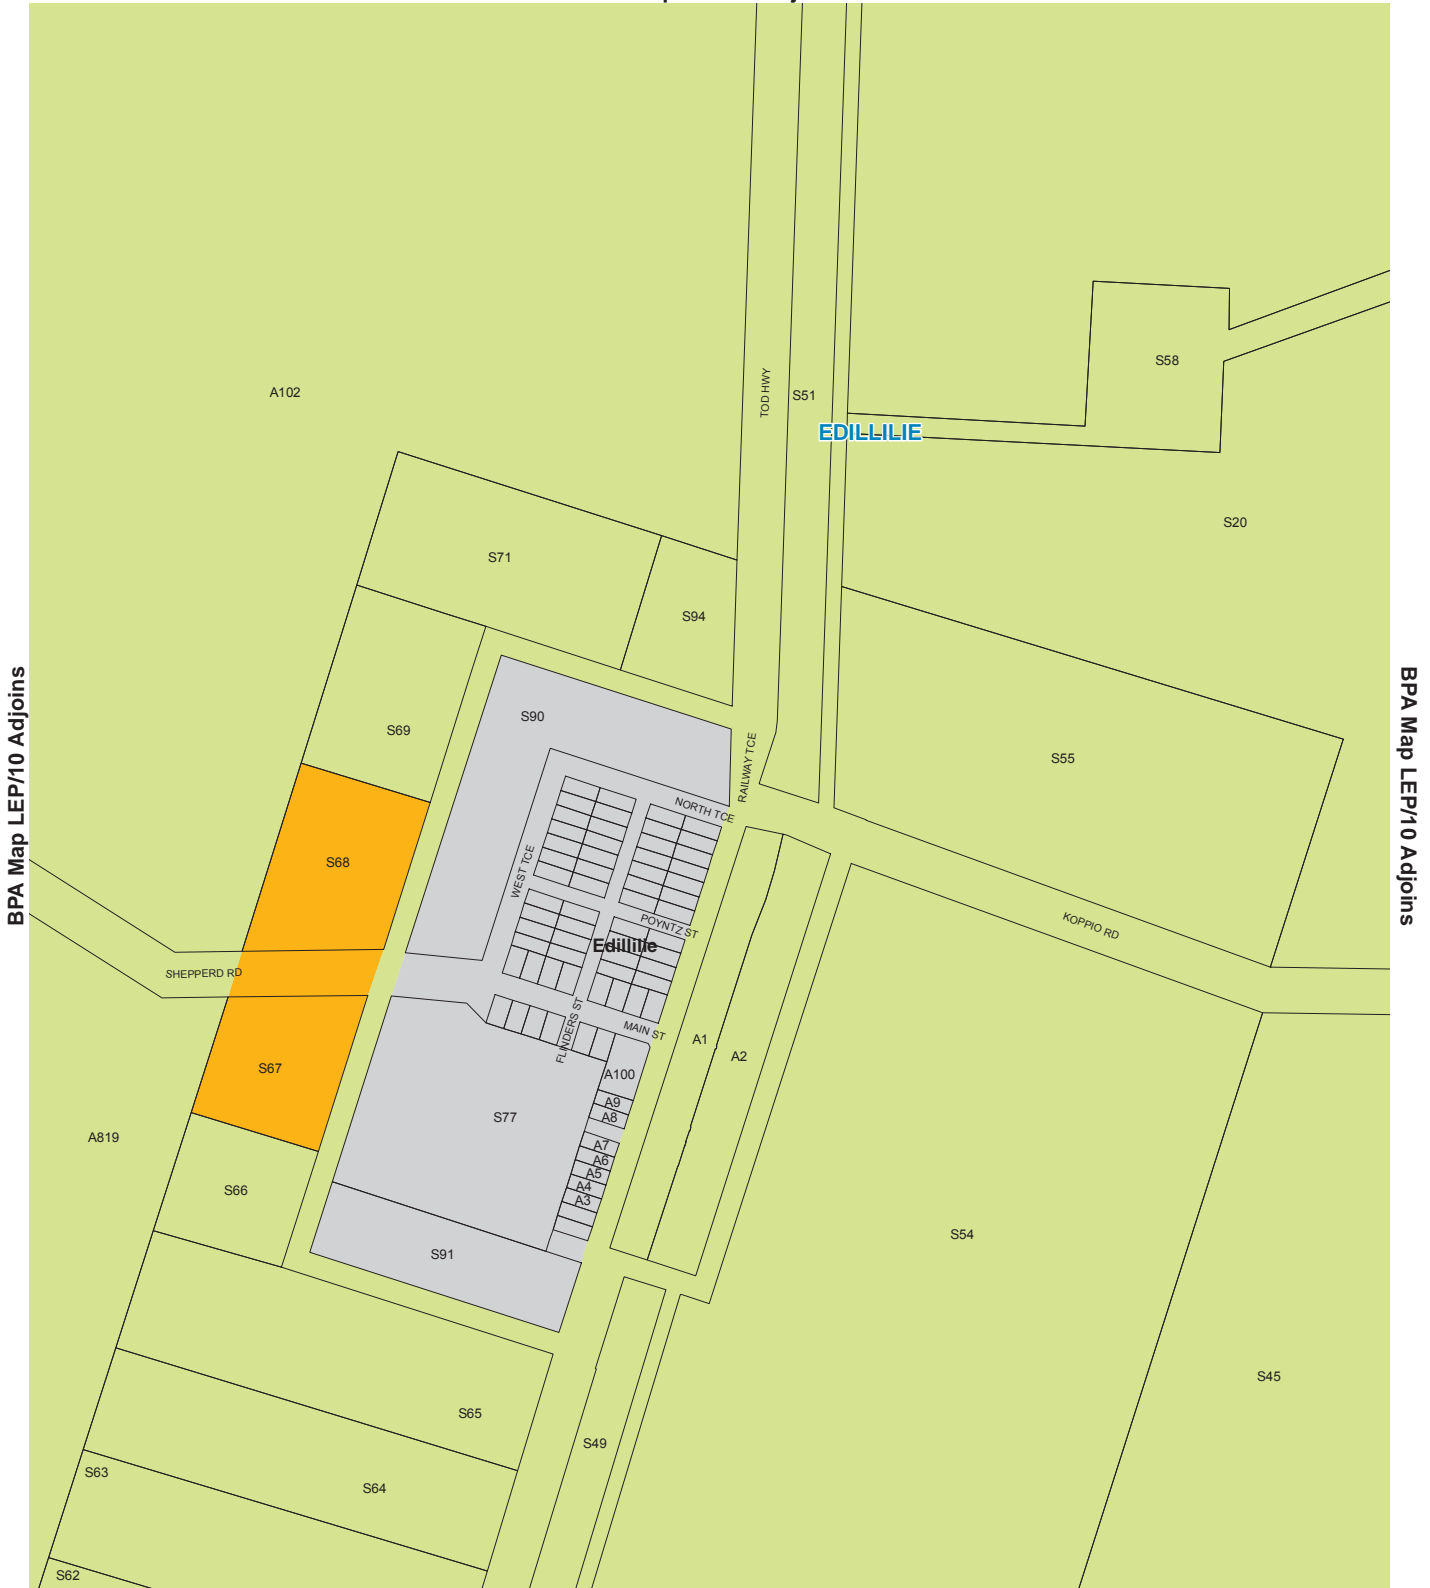 S58
TOD HWY
A102
S51
EDILLILIE
S20
S71
S94
BPA Map LEP/10 Adjoins
BPA Map LEP/10 Adjoins
S90
S69
RAILWAY TCE
S55
NORTH TCE
S68
WEST TCE
POYNTZ ST
KOPPIO RD
Edillilie
SHEPPERD RD
FLINDERS ST
MAIN ST
A1
A2
S67
A100
A9
A8
S77
A819
A7
A6
A5
A4
A3
S66
S54
S91
S45
S65
S49
S63
S64
S62